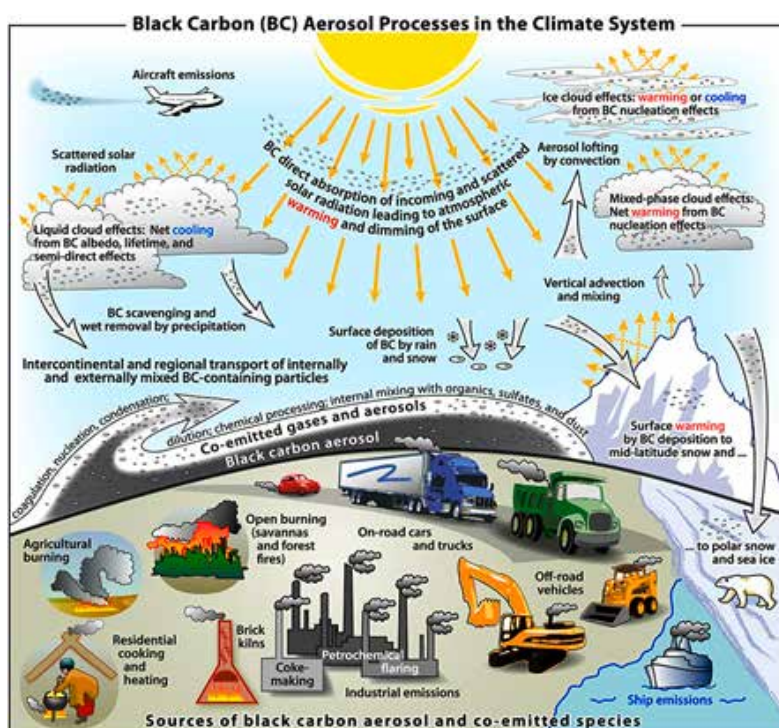 Black Carbon (BC) Aerosol Processes in the Climate System
Aircraft emissions
Ice cloud effects: warming or cooling
from BC nucleation effects
Scattered solar
radiation
BC direct absorption of incoming and scattered
solar radiation leading to atmospheric
warming and dimming of the surface
Aerosol lofting
by convection
Liquid cloud effects: Net cooling
from BC albedo, lifetime, and
semi-direct effects
Mixed-phase cloud effects:
Net warming from BC
nucleation effects
Vertical advection
and mixing
BC scavenging and
wet removal by precipitation
Surface deposition
of BC by rain
and snow
Intercontinental and regional transport of internally
and externally mixed BC-containing particles
coagulation, nucleation, condensation;
dilution; chemical processing; internal mixing with organics, sulfates, and dust
Co-emitted gases and aerosols
Black carbon aerosol
Surface warming
by BC deposition to
mid-latitude snow and ...
... to polar snow
and sea ice
Agricultural
burning
Open burning
(savannas
and forest
fires)
On-road cars
and trucks
Off-road
vehicles
Residential
cooking and
heating
Brick
kilns
Coke-
making
Petrochemical
flaring
Industrial emissions
Ship emissions
Sources of black carbon aerosol and co-emitted species